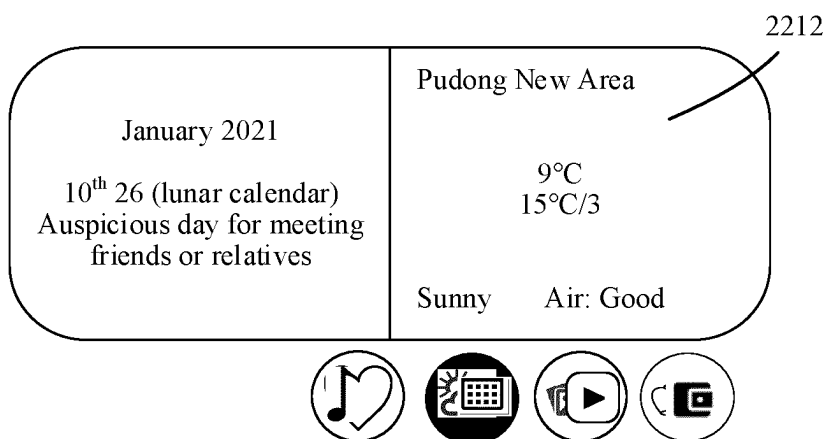 2212
January 2021
10th 26 (lunar calendar)
Auspicious day for meeting
friends or relatives
Pudong New Area
9°C
15°C/3
Sunny Air: Good